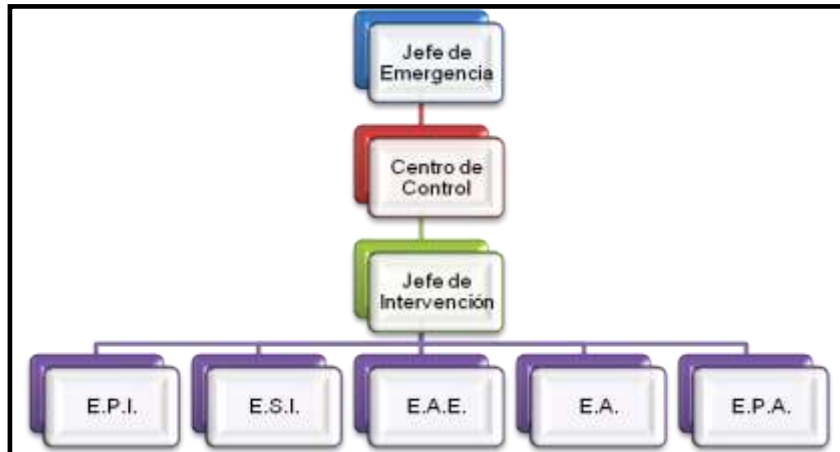 Jefe de
Emergencia
Centro de
Control
Jefe de
Intervención
E.P.I.
E.S.I.
E.A.E.
E.A.
E.P.A.